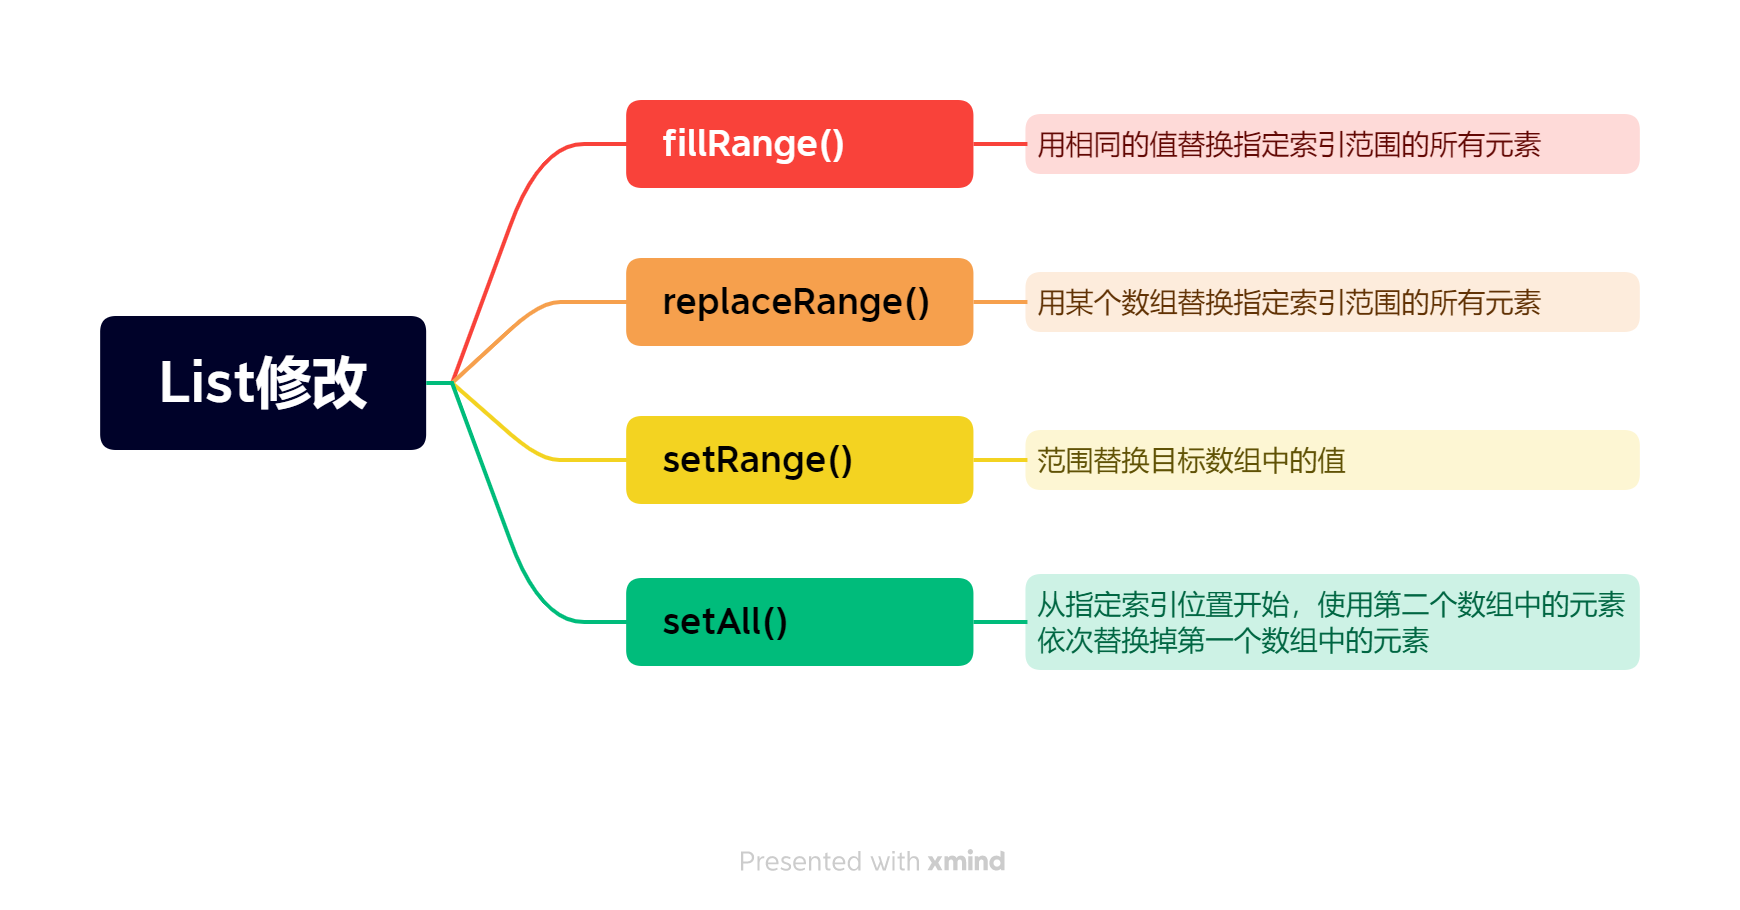 List修改
fillRange()
用相同的值替换指定索引范围的所有元素
replaceRange()
用某个数组替换指定索引范围的所有元素
setRange()
范围替换目标数组中的值
setAll()
从指定索引位置开始，使用第二个数组中的元素
依次替换掉第一个数组中的元素
Presented with xmind